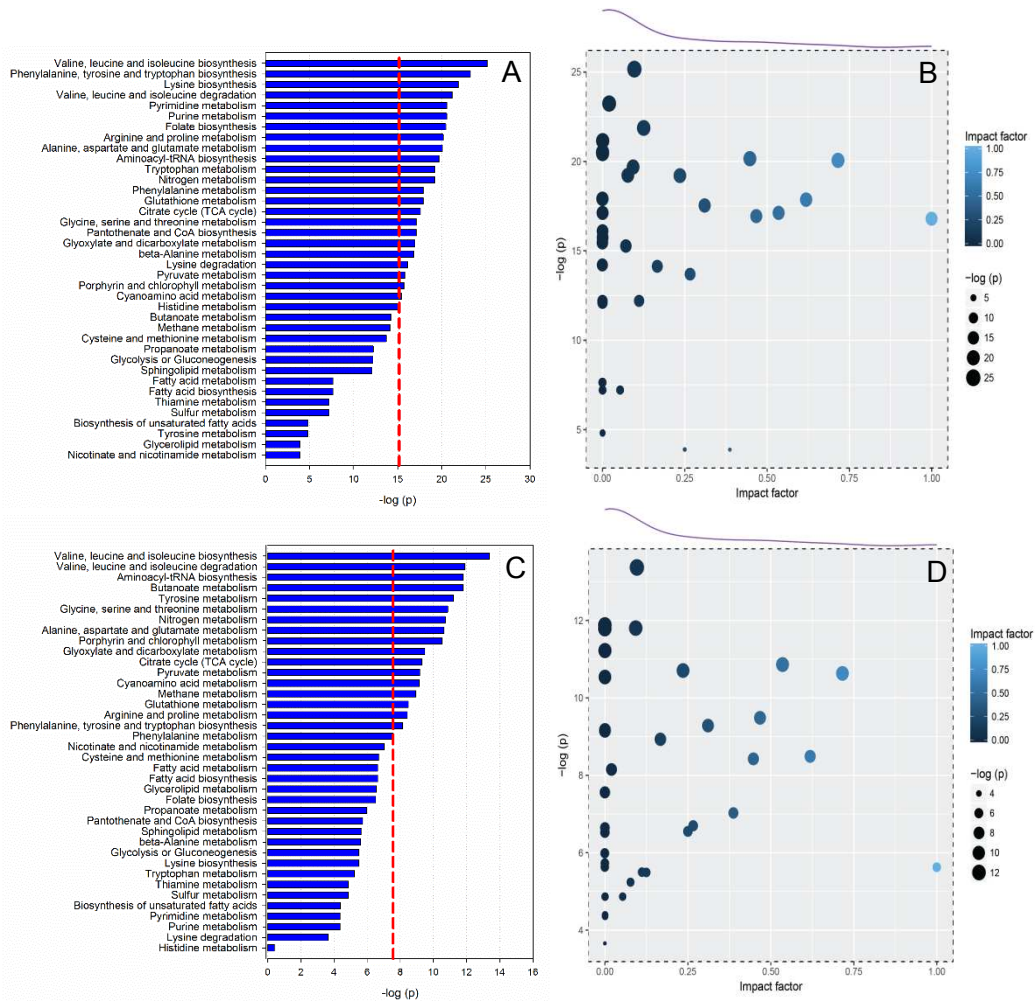 A
Valine, leucine and isoleucine biosynthesis
Phenylalanine, tyrosine and tryptophan biosynthesis
Lysine biosynthesis
Valine, leucine and isoleucine degradation
Pyrimidine metabolism
Purine metabolism
Folate biosynthesis
Arginine and proline metabolism
Alanine, aspartate and glutamate metabolism
Aminoacyl-tRNA biosynthesis
Tryptophan metabolism
Nitrogen metabolism
Phenylalanine metabolism
Glutathione metabolism
Citrate cycle (TCA cycle)
Glycine, serine and threonine metabolism
Pantothenate and CoA biosynthesis
Glyoxylate and dicarboxylate metabolism
beta-Alanine metabolism
Lysine degradation
Pyruvate metabolism
Porphyrin and chlorophyll metabolism
Cyanoamino acid metabolism
Histidine metabolism
Butanoate metabolism
Methane metabolism
Cysteine and methionine metabolism
Propanoate metabolism
Glycolysis or Gluconeogenesis
Sphingolipid metabolism
Fatty acid metabolism
Fatty acid biosynthesis
Thiamine metabolism
Sulfur metabolism
Biosynthesis of unsaturated fatty acids
Tyrosine metabolism
Glycerolipid metabolism
Nicotinate and nicotinamide metabolism
0 5 10 15 20 25 30
-log (p)
B
25
20
15
10
5
−log (p)
0.00 0.25 0.50 0.75 1.00
Impact factor
Impact factor
1.00
0.75
0.50
0.25
0.00
−log (p)
5
10
15
20
25
C
Valine, leucine and isoleucine biosynthesis
Valine, leucine and isoleucine degradation
Aminoacyl-tRNA biosynthesis
Butanoate metabolism
Tyrosine metabolism
Glycine, serine and threonine metabolism
Nitrogen metabolism
Alanine, aspartate and glutamate metabolism
Porphyrin and chlorophyll metabolism
Glyoxylate and dicarboxylate metabolism
Citrate cycle (TCA cycle)
Pyruvate metabolism
Cyanoamino acid metabolism
Methane metabolism
Glutathione metabolism
Arginine and proline metabolism
Phenylalanine, tyrosine and tryptophan biosynthesis
Phenylalanine metabolism
Nicotinate and nicotinamide metabolism
Cysteine and methionine metabolism
Fatty acid metabolism
Fatty acid biosynthesis
Glycerolipid metabolism
Folate biosynthesis
Propanoate metabolism
Pantothenate and CoA biosynthesis
Sphingolipid metabolism
beta-Alanine metabolism
Glycolysis or Gluconeogenesis
Lysine biosynthesis
Tryptophan metabolism
Thiamine metabolism
Sulfur metabolism
Biosynthesis of unsaturated fatty acids
Pyrimidine metabolism
Purine metabolism
Lysine degradation
Histidine metabolism
0 2 4 6 8 10 12 14 16
-log (p)
D
12
10
8
6
4
−log (p)
0.00 0.25 0.50 0.75 1.00
Impact factor
Impact factor
1.00
0.75
0.50
0.25
0.00
−log (p)
4
6
8
10
12